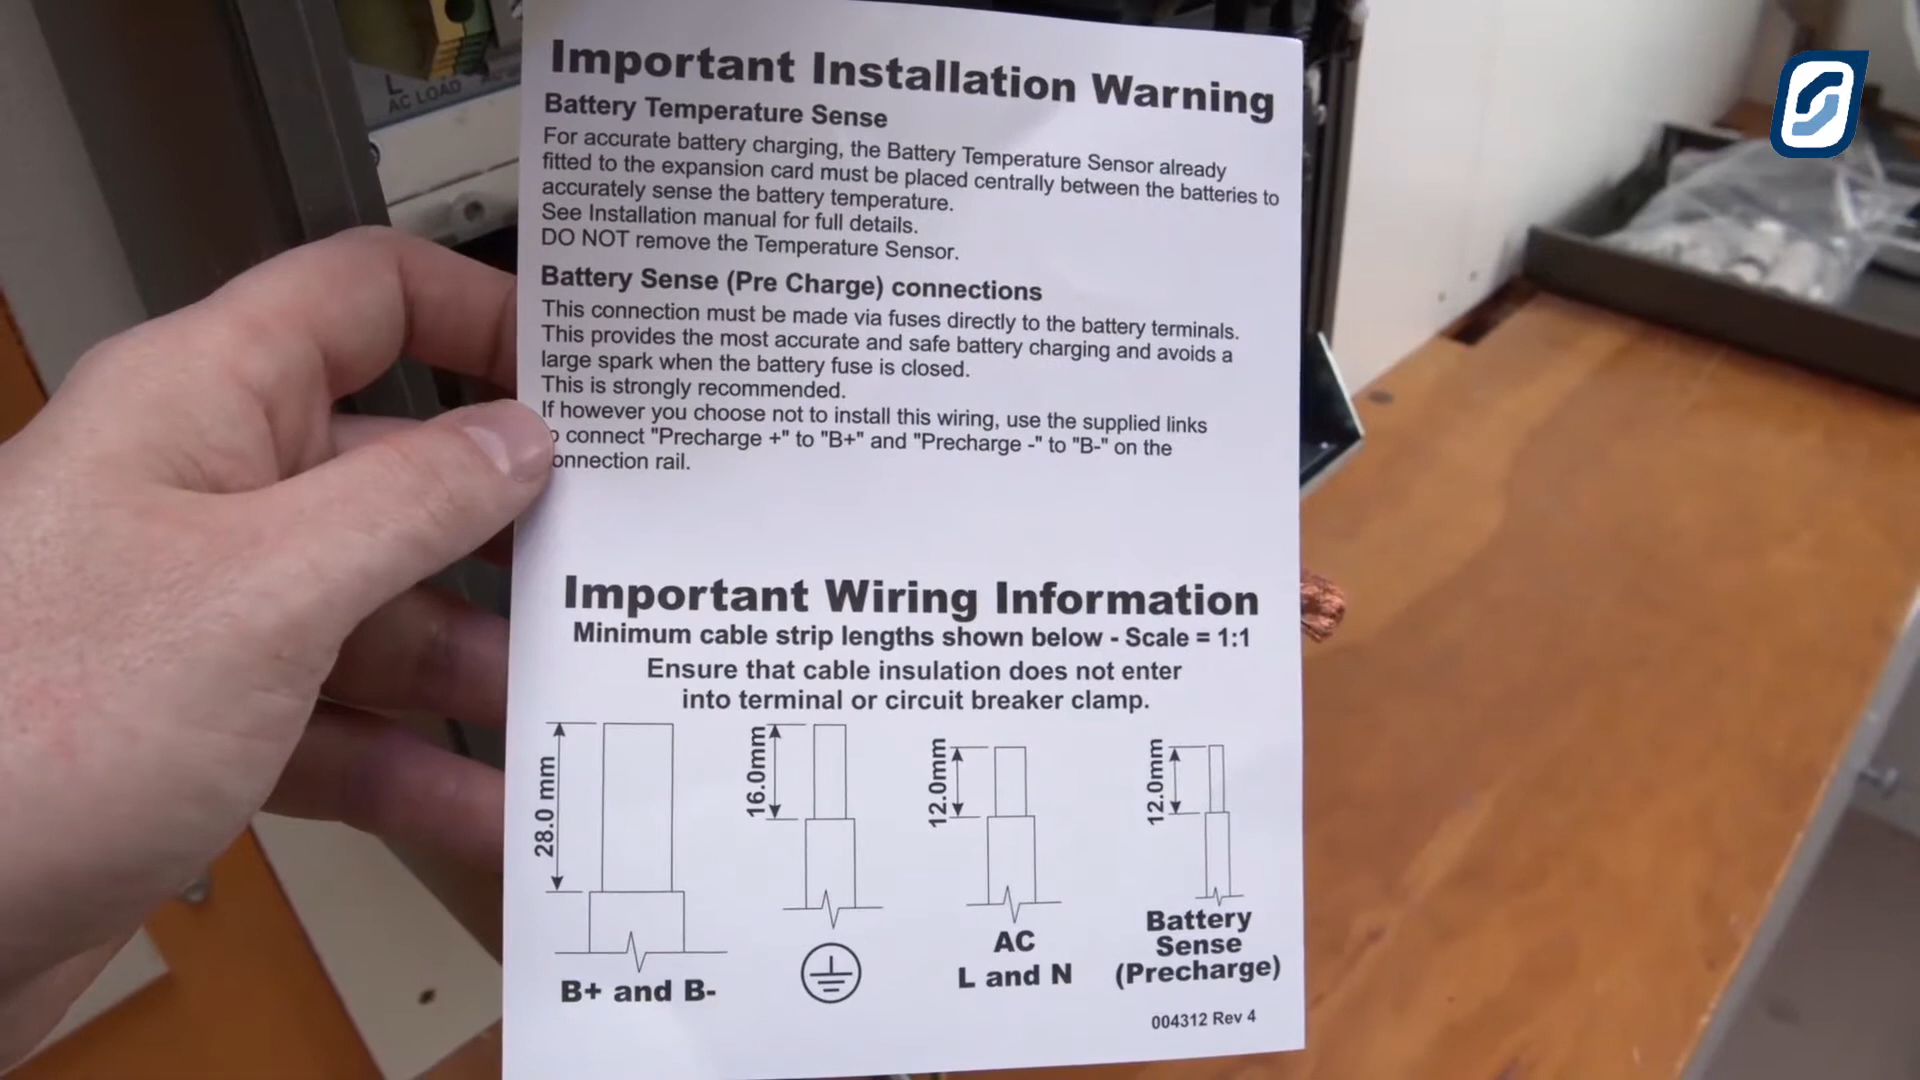 L
AC LOAD
Important Installation Warning
Battery Temperature Sense
For accurate battery charging, the Battery Temperature Sensor already
fitted to the expansion card must be placed centrally between the batteries to
accurately sense the battery temperature.
See Installation manual for full details.
DO NOT remove the Temperature Sensor.
Battery Sense (Pre Charge) connections
This connection must be made via fuses directly to the battery terminals.
This provides the most accurate and safe battery charging and avoids a
large spark when the battery fuse is closed.
This is strongly recommended.
If however you choose not to install this wiring, use the supplied links
o connect "Precharge +" to "B+" and "Precharge -" to "B-" on the
onnection rail.
Important Wiring Information
Minimum cable strip lengths shown below - Scale = 1:1
Ensure that cable insulation does not enter
into terminal or circuit breaker clamp.
28.0 mm
16.0mm
12.0mm
12.0mm
B+ and B-
AC
L and N
Battery
Sense
(Precharge)
004312 Rev 4